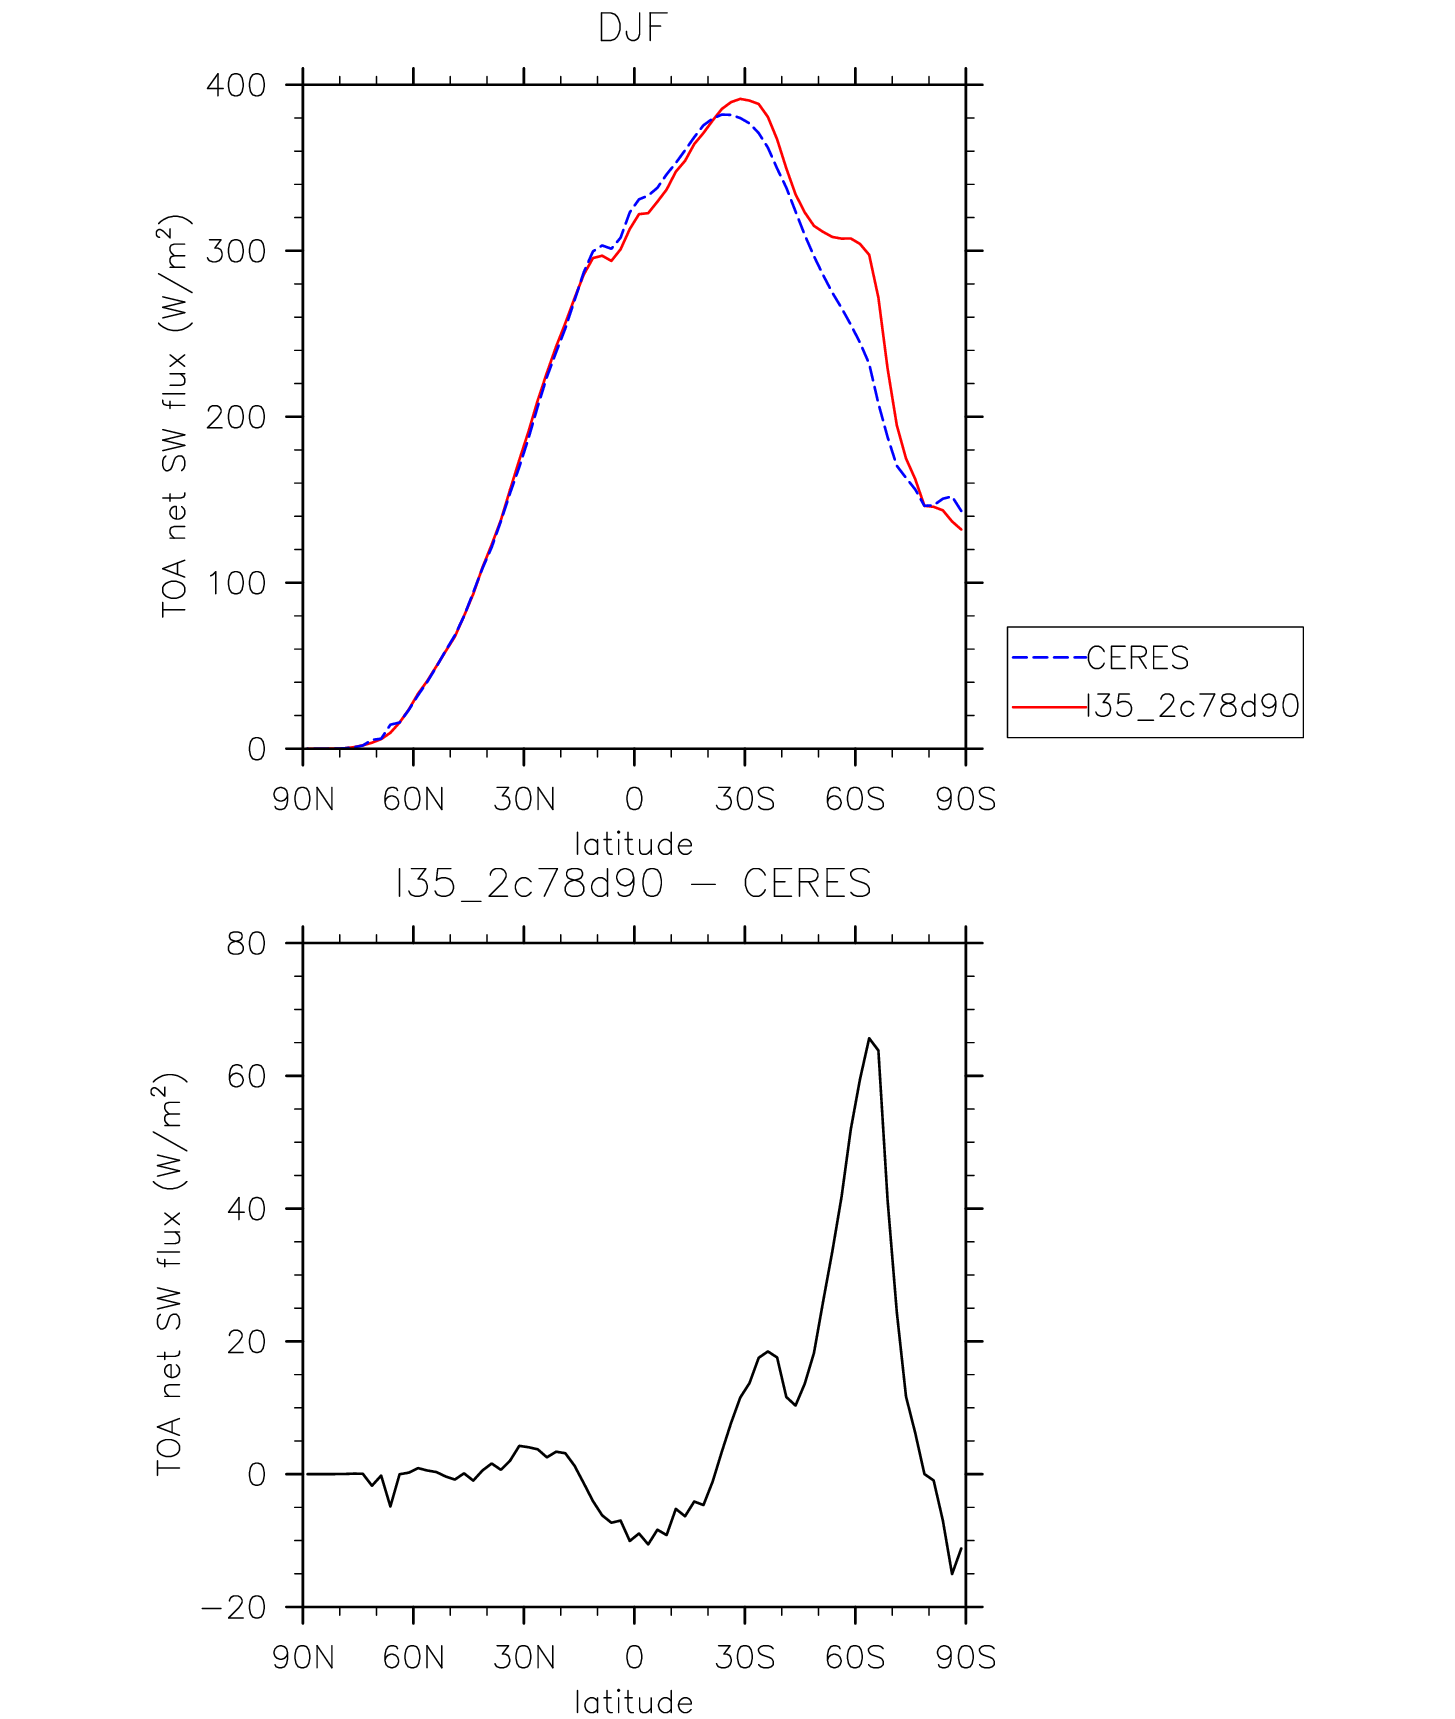 DJF
400
300
200
100
0
TOA net SW flux (W/m²)
90N 60N 30N 0 30S 60S 90S
latitude
CERES
I35_2c78d90
I35_2c78d90 − CERES
80
60
40
20
0
−20
TOA net SW flux (W/m²)
90N 60N 30N 0 30S 60S 90S
latitude